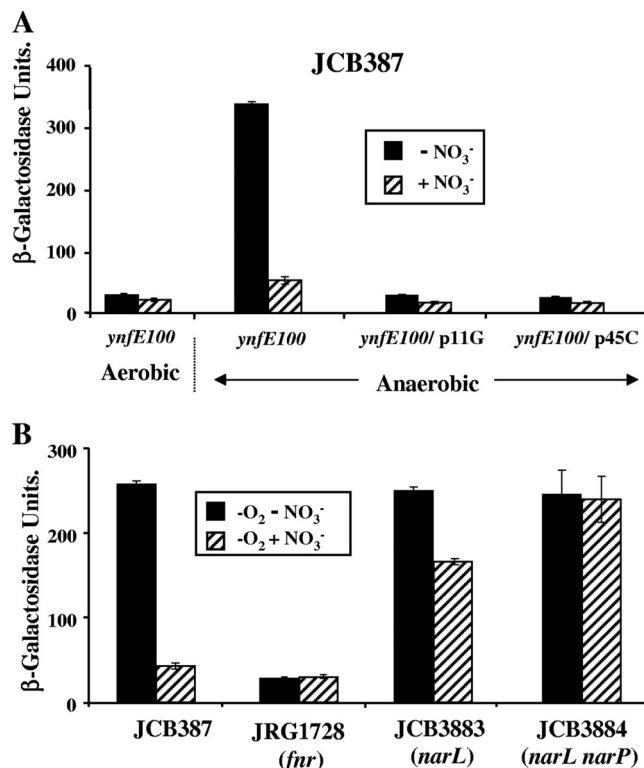 A
JCB387
β-Galactosidase Units.
400
300
200
100
0
- NO₃⁻
+ NO₃⁻
ynfE100 ynfE100 ynfE100/ p11G ynfE100/ p45C
Aerobic Anaerobic
B
β-Galactosidase Units.
300
200
100
0
-O₂ - NO₃⁻
-O₂ + NO₃⁻
JCB387 JRG1728 JCB3883 JCB3884
(fnr) (narL) (narL narP)